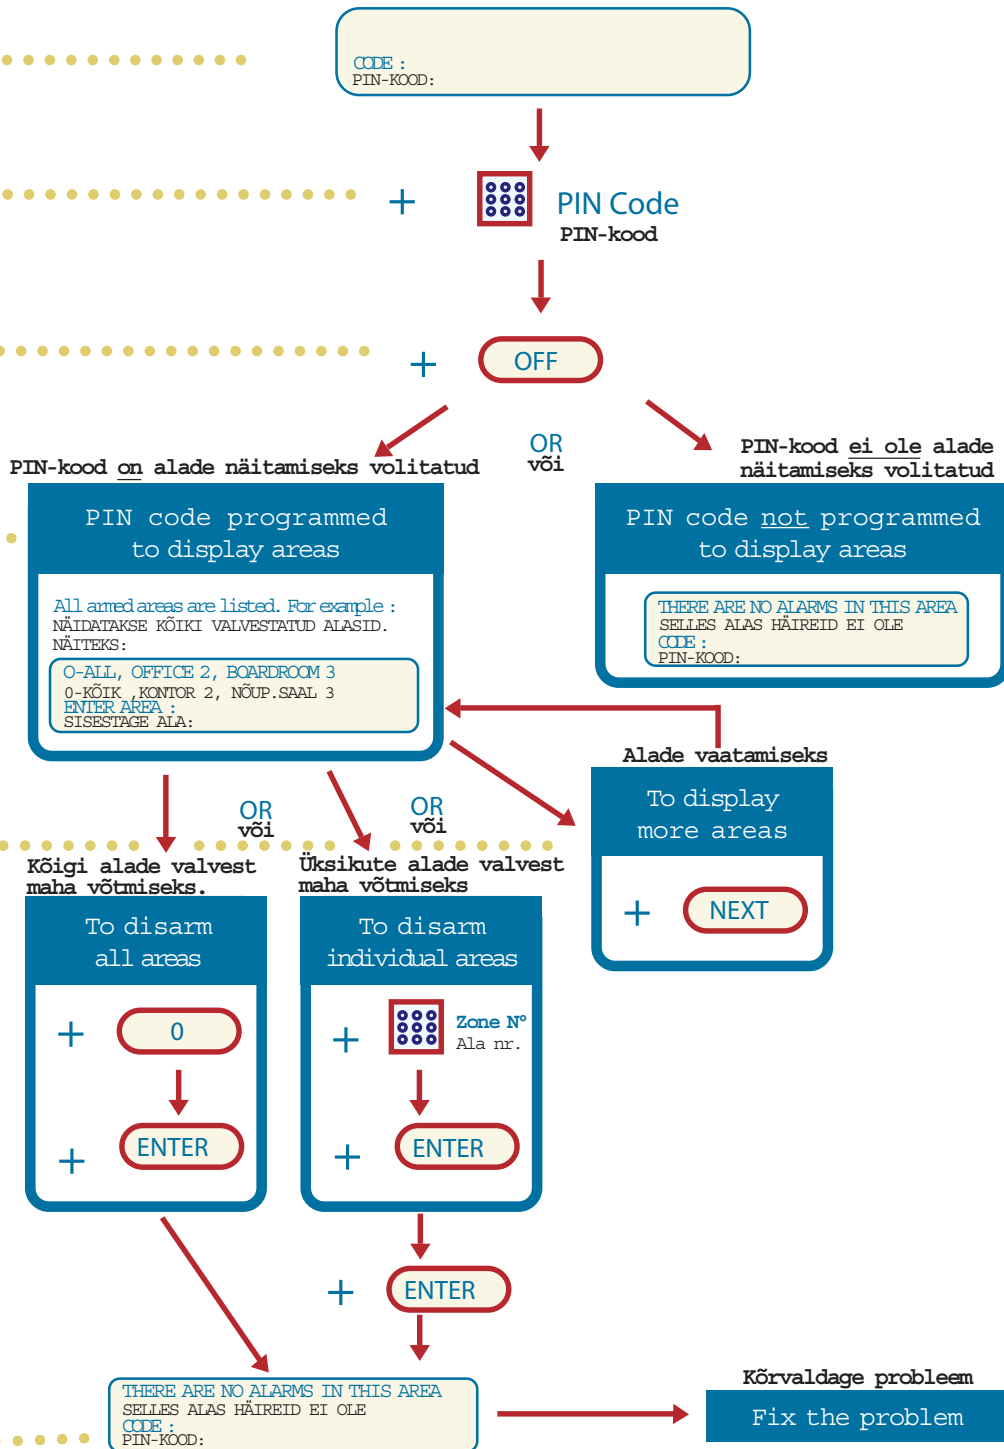 CODE :
PIN-KOOD:
PIN Code
PIN-kood
OFF
OR
või
PIN-kood on alade näitamiseks volitatud
PIN code programmed
to display areas
All armed areas are listed. For example :
NÄIDATAKSE KÕIKI VALVESTATUD ALASID.
NÄITEKS:
0-ALL, OFFICE 2, BOARDROOM 3
0-KÕIK ,KONTOR 2, NÕUP.SAAL 3
ENTER AREA :
SISESTAGE ALA:
PIN-kood ei ole alade
näitamiseks volitatud
PIN code not programmed
to display areas
THERE ARE NO ALARMS IN THIS AREA
SELLES ALAS HÄIREID EI OLE
CODE :
PIN-KOOD:
Alade vaatamiseks
To display
more areas
NEXT
OR
või
OR
või
Kõigi alade valvest
maha võtmiseks.
To disarm
all areas
0
ENTER
Üksikute alade valvest
maha võtmiseks
To disarm
individual areas
Zone N°
Ala nr.
ENTER
ENTER
THERE ARE NO ALARMS IN THIS AREA
SELLES ALAS HÄIREID EI OLE
CODE :
PIN-KOOD:
Kõrvaldage probleem
Fix the problem